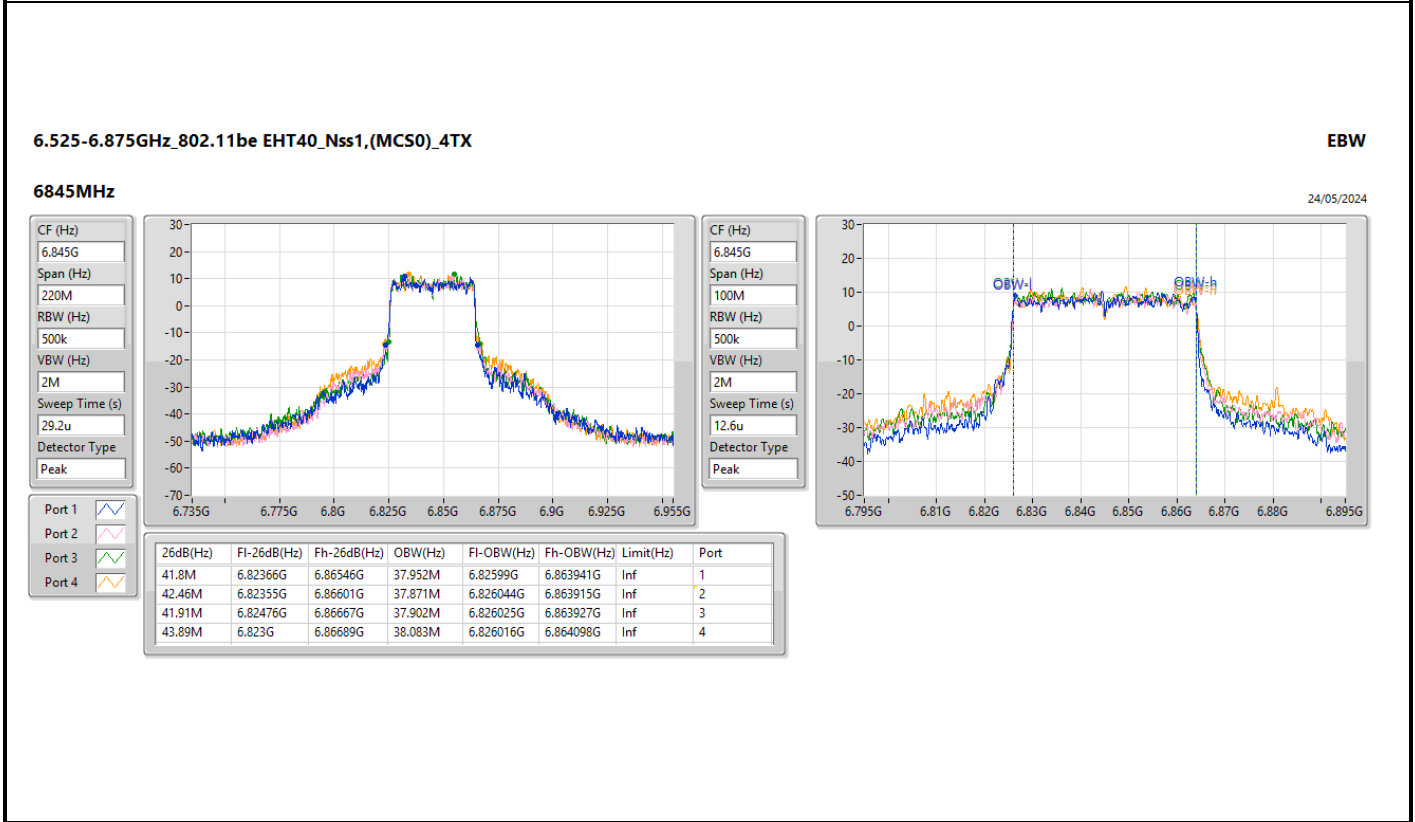 6.525-6.875GHz_802.11be EHT40_Nss1,(MCS0)_4TX
EBW
6845MHz
24/05/2024
CF (Hz)
6.845G
Span (Hz)
220M
RBW (Hz)
500k
VBW (Hz)
2M
Sweep Time (s)
29.2u
Detector Type
Peak
30
20
10
0
-10
-20
-30
-40
-50
-60
-70
6.735G 6.775G 6.8G 6.825G 6.85G 6.875G 6.9G 6.925G 6.955G
CF (Hz)
6.845G
Span (Hz)
100M
RBW (Hz)
500k
VBW (Hz)
2M
Sweep Time (s)
12.6u
Detector Type
Peak
30
20
10
0
-10
-20
-30
-40
-50
OBW-l OBW-h
6.795G 6.81G 6.82G 6.83G 6.84G 6.85G 6.86G 6.87G 6.88G 6.895G
Port 1
Port 2
Port 3
Port 4
26dB(Hz) Fl-26dB(Hz) Fh-26dB(Hz) OBW(Hz) Fl-OBW(Hz) Fh-OBW(Hz) Limit(Hz) Port
41.8M 6.82366G 6.86546G 37.952M 6.82599G 6.863941G Inf 1
42.46M 6.82355G 6.86601G 37.871M 6.826044G 6.863915G Inf 2
41.91M 6.82476G 6.86667G 37.902M 6.826025G 6.863927G Inf 3
43.89M 6.823G 6.86689G 38.083M 6.826016G 6.864098G Inf 4